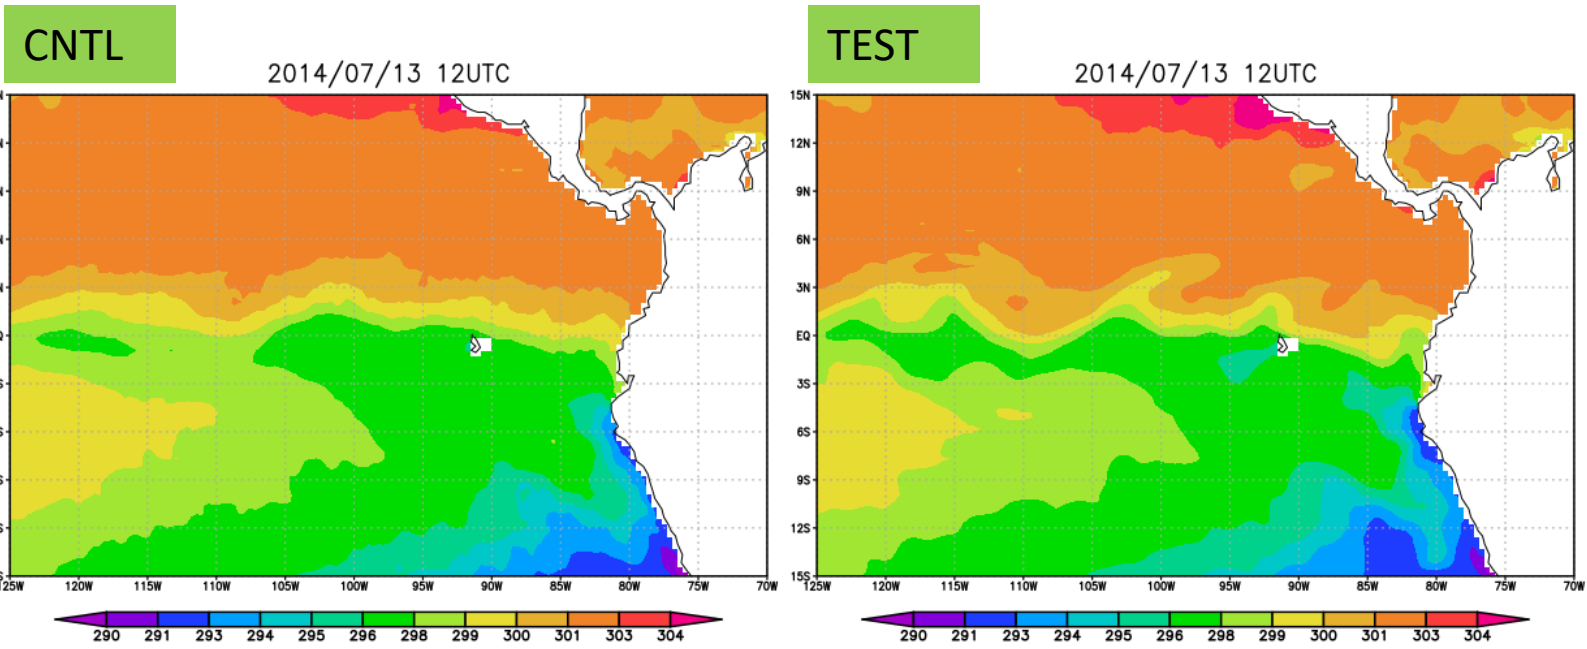 CNTL
2014/07/13 12UTC
TEST
2014/07/13 12UTC
15N
12N
9N
6N
3N
EQ
3S
6S
9S
12S
15S
125W 120W 115W 110W 105W 100W 95W 90W 85W 80W 75W 70W
125W 120W 115W 110W 105W 100W 95W 90W 85W 80W 75W 70W
290 291 293 294 295 296 298 299 300 301 303 304
290 291 293 294 295 296 298 299 300 301 303 304